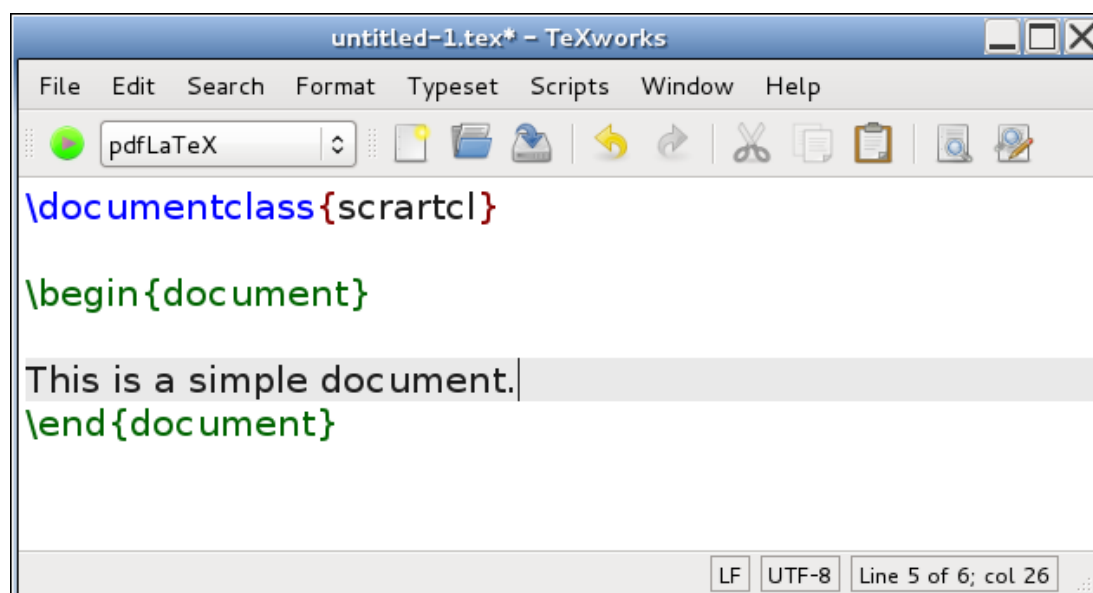 untitled-1.tex* - TeXworks
File Edit Search Format Typeset Scripts Window Help
pdfLaTeX
\documentclass{scrartcl}
\begin{document}
This is a simple document.
\end{document}
LF UTF-8 Line 5 of 6; col 26